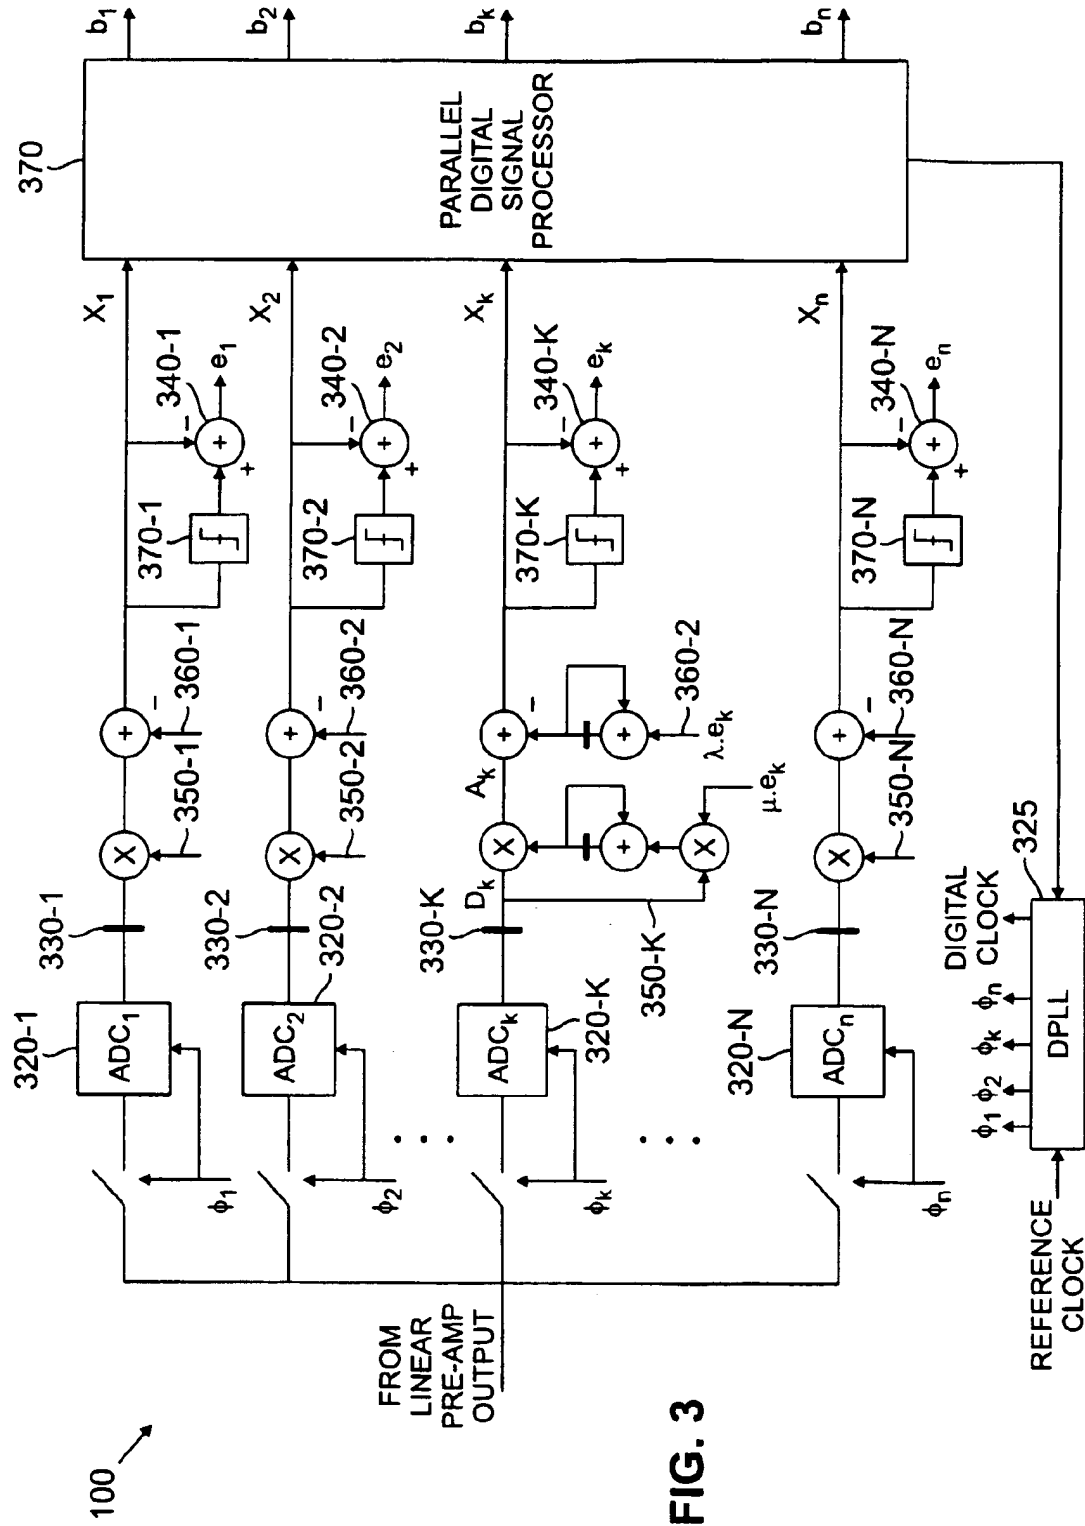 100
FROM
LINEAR
PRE-AMP
OUTPUT
ϕ1
320-1
ADC1
330-1
X
350-1
+
−
360-1
370-1
340-1
−
+
+
e1
X1
b1
ϕ2
320-2
ADC2
330-2
X
350-2
+
−
360-2
370-2
340-2
−
+
+
e2
X2
b2
ϕk
320-K
ADCk
330-K
Dk
350-K
X
+
X
μ.ek
Ak
+
−
+
λ.ek
360-2
370-K
340-K
−
+
+
ek
Xk
bk
ϕn
320-N
ADCn
330-N
X
350-N
+
−
360-N
370-N
340-N
−
+
+
en
Xn
bn
370
PARALLEL
DIGITAL
SIGNAL
PROCESSOR
REFERENCE
CLOCK
DPLL
325
ϕ1 ϕ2 ϕk ϕn
DIGITAL
CLOCK
FIG. 3